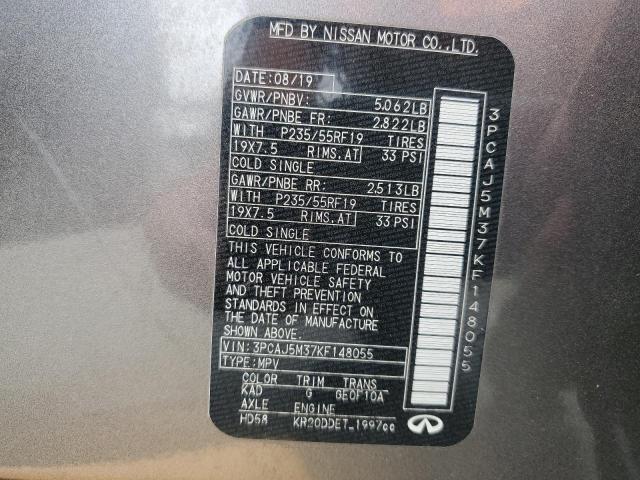 MFD BY NISSAN MOTOR CO.,LTD.
DATE: 08/19
GVWR/PNBV: 5.062LB
GAWR/PNBE FR: 2.822LB
WITH P235/55RF19 TIRES
19X7.5 RIMS.AT 33 PSI
COLD SINGLE
GAWR/PNBE RR: 2.513LB
WITH P235/55RF19 TIRES
19X7.5 RIMS.AT 33 PSI
COLD SINGLE
THIS VEHICLE CONFORMS TO
ALL APPLICABLE FEDERAL
MOTOR VEHICLE SAFETY
AND THEFT PREVENTION
STANDARDS IN EFFECT ON
THE DATE OF MANUFACTURE
SHOWN ABOVE.
VIN: 3PCAJ5M37KF148055
TYPE: MPV
COLOR TRIM TRANS
KAD G GE0F10A
AXLE ENGINE
HD58 KR20DDET 1997cc
3PCAJ5M37KF148055